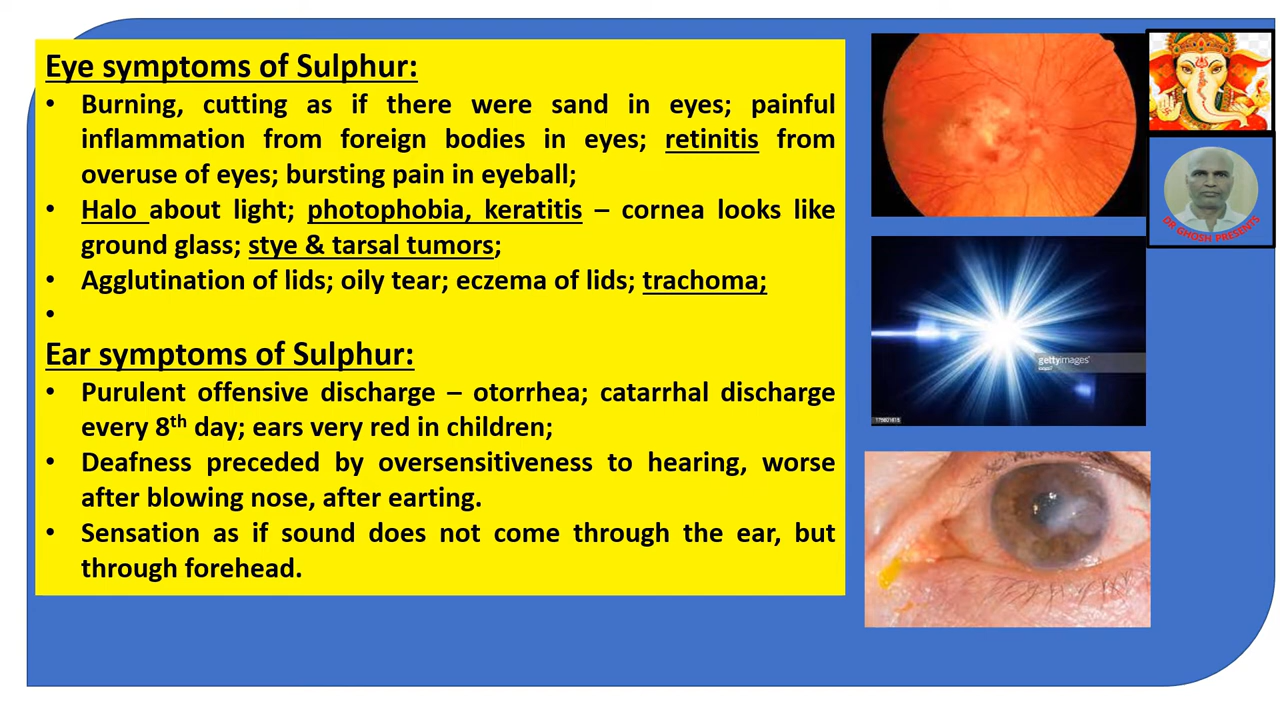 Eye symptoms of Sulphur:
• Burning, cutting as if there were sand in eyes; painful
inflammation from foreign bodies in eyes; retinitis from
overuse of eyes; bursting pain in eyeball;
• Halo about light; photophobia, keratitis – cornea looks like
ground glass; stye & tarsal tumors;
• Agglutination of lids; oily tear; eczema of lids; trachoma;
•
Ear symptoms of Sulphur:
• Purulent offensive discharge – otorrhea; catarrhal discharge
every 8th day; ears very red in children;
• Deafness preceded by oversensitiveness to hearing, worse
after blowing nose, after earting.
• Sensation as if sound does not come through the ear, but
through forehead.
gettyimages
DR GHOSH PRESENTS